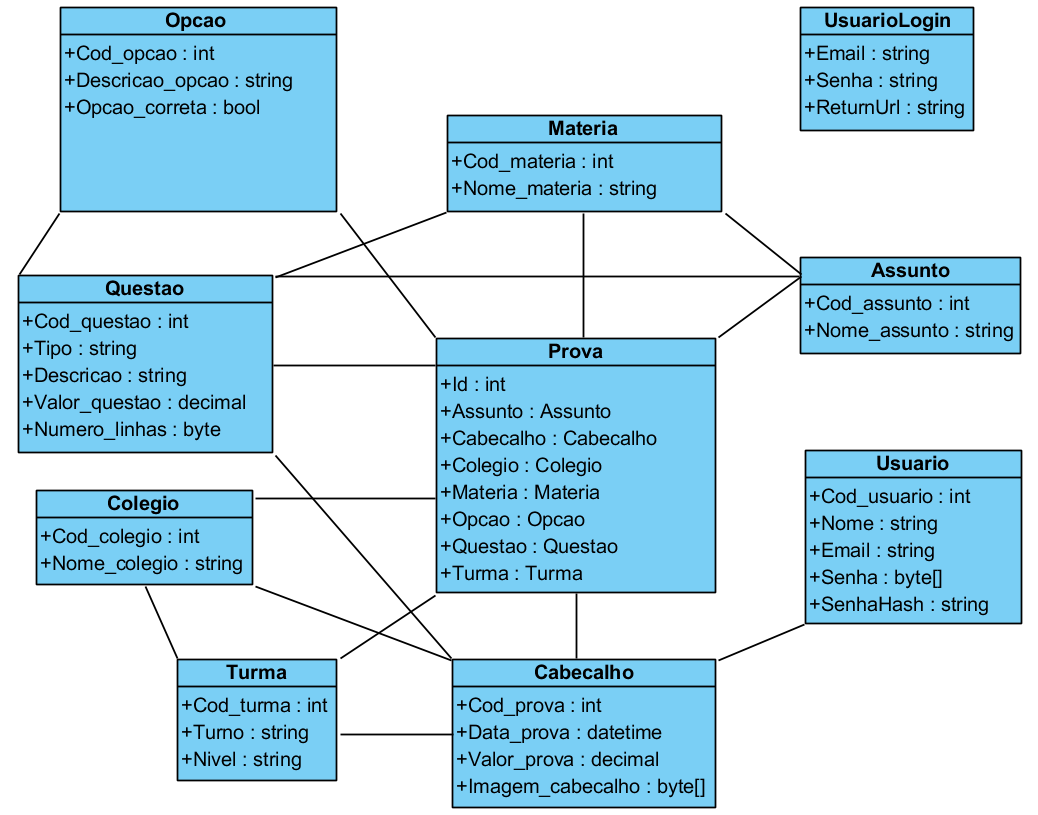 Opcao
+Cod_opcao : int
+Descricao_opcao : string
+Opcao_correta : bool
UsuarioLogin
+Email : string
+Senha : string
+ReturnUrl : string
Materia
+Cod_materia : int
+Nome_materia : string
Assunto
+Cod_assunto : int
+Nome_assunto : string
Questao
+Cod_questao : int
+Tipo : string
+Descricao : string
+Valor_questao : decimal
+Numero_linhas : byte
Prova
+Id : int
+Assunto : Assunto
+Cabecalho : Cabecalho
+Colegio : Colegio
+Materia : Materia
+Opcao : Opcao
+Questao : Questao
+Turma : Turma
Usuario
+Cod_usuario : int
+Nome : string
+Email : string
+Senha : byte[]
+SenhaHash : string
Colegio
+Cod_colegio : int
+Nome_colegio : string
Turma
+Cod_turma : int
+Turno : string
+Nivel : string
Cabecalho
+Cod_prova : int
+Data_prova : datetime
+Valor_prova : decimal
+Imagem_cabecalho : byte[]